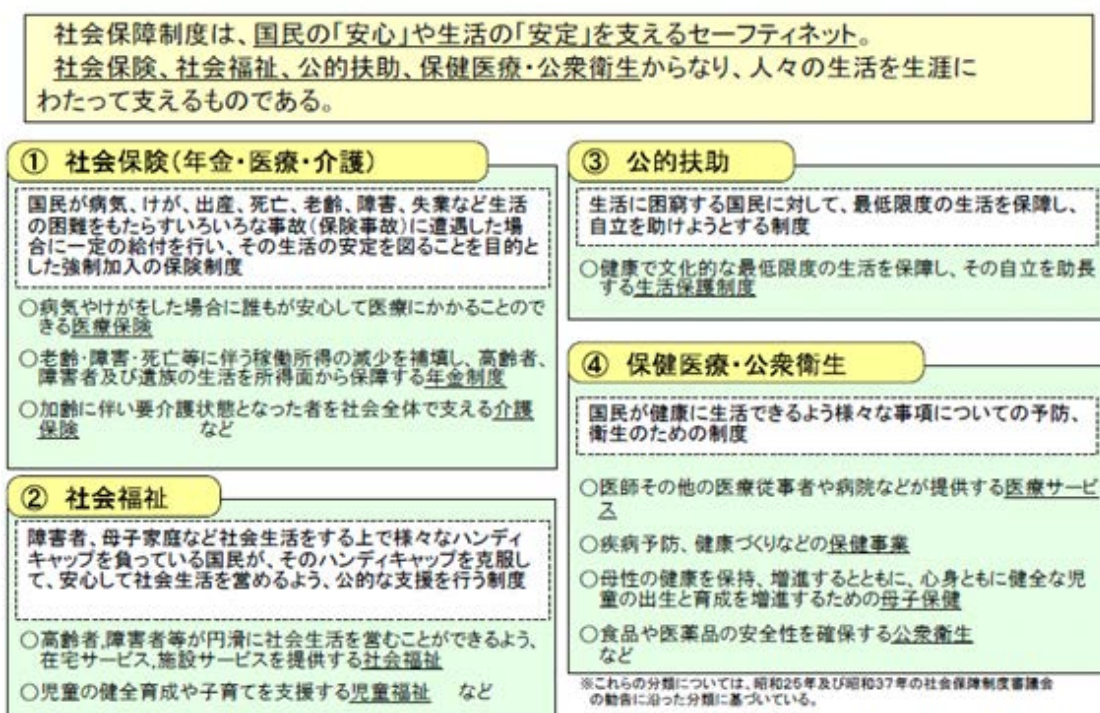 社会保障制度は、国民の「安心」や生活の「安定」を支えるセーフティネット。
社会保険、社会福祉、公的扶助、保健医療・公衆衛生からなり、人々の生活を生涯に
わたって支えるものである。
① 社会保険(年金・医療・介護)
国民が病気、けが、出産、死亡、老齢、障害、失業など生活
の困難をもたらすいろいろな事故(保険事故)に遭遇した場
合に一定の給付を行い、その生活の安定を図ることを目的と
した強制加入の保険制度
○病気やけがをした場合に誰もが安心して医療にかかることので
きる医療保険
○老齢・障害・死亡等に伴う稼働所得の減少を補填し、高齢者、
障害者及び遺族の生活を所得面から保障する年金制度
○加齢に伴い要介護状態となった者を社会全体で支える介護
保険 など
② 社会福祉
障害者、母子家庭など社会生活をする上で様々なハンディ
キャップを負っている国民が、そのハンディキャップを克服し
て、安心して社会生活を営めるよう、公的な支援を行う制度
○高齢者,障害者等が円滑に社会生活を営むことができるよう、
在宅サービス,施設サービスを提供する社会福祉
○児童の健全育成や子育てを支援する児童福祉 など
③ 公的扶助
生活に困窮する国民に対して、最低限度の生活を保障し、
自立を助けようとする制度
○健康で文化的な最低限度の生活を保障し、その自立を助長
する生活保護制度
④ 保健医療・公衆衛生
国民が健康に生活できるよう様々な事項についての予防、
衛生のための制度
○医師その他の医療従事者や病院などが提供する医療サービ
ス
○疾病予防、健康づくりなどの保健事業
○母性の健康を保持、増進するとともに、心身ともに健全な児
童の出生と育成を増進するための母子保健
○食品や医薬品の安全性を確保する公衆衛生
など
※これらの分類については、昭和25年及び昭和37年の社会保障制度審議会
の勧告に沿った分類に基づいている。